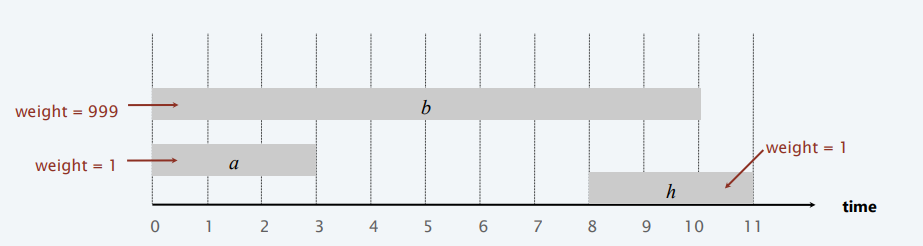 weight = 999
b
weight = 1
a
weight = 1
h
time
0 1 2 3 4 5 6 7 8 9 10 11